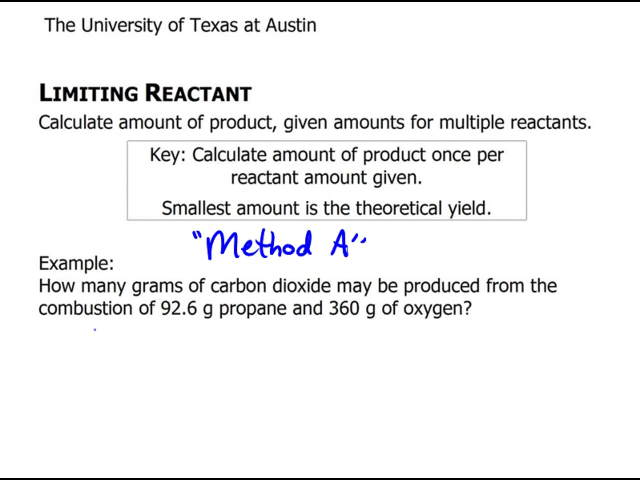 The University of Texas at Austin
LIMITING REACTANT
Calculate amount of product, given amounts for multiple reactants.
Key: Calculate amount of product once per
reactant amount given.
Smallest amount is the theoretical yield.
"Method A"
Example:
How many grams of carbon dioxide may be produced from the
combustion of 92.6 g propane and 360 g of oxygen?